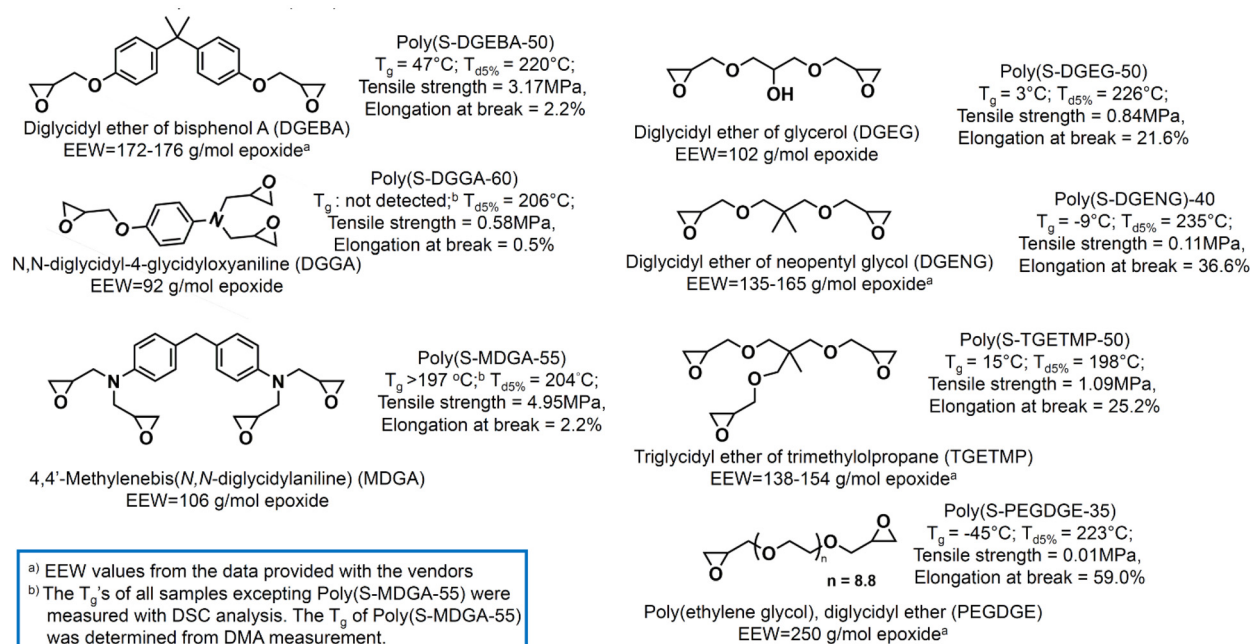 Poly(S-DGEBA-50)
Tg = 47°C; Td5% = 220°C;
Tensile strength = 3.17MPa,
Elongation at break = 2.2%
O
O
O
O
Diglycidyl ether of bisphenol A (DGEBA)
EEW=172-176 g/mol epoxideᵃ
Poly(S-DGGA-60)
Tg : not detected;ᵇ Td5% = 206°C;
Tensile strength = 0.58MPa,
Elongation at break = 0.5%
O
O
N
O
O
N,N-diglycidyl-4-glycidyloxyaniline (DGGA)
EEW=92 g/mol epoxide
Poly(S-MDGA-55)
Tg >197 °C;ᵇ Td5% = 204°C;
Tensile strength = 4.95MPa,
Elongation at break = 2.2%
N
N
O
O
O
O
4,4'-Methylenebis(N,N-diglycidylaniline) (MDGA)
EEW=106 g/mol epoxide
a) EEW values from the data provided with the vendors
b) The Tg's of all samples excepting Poly(S-MDGA-55) were
measured with DSC analysis. The Tg of Poly(S-MDGA-55)
was determined from DMA measurement.
O
O
O
O
OH
Diglycidyl ether of glycerol (DGEG)
EEW=102 g/mol epoxide
Poly(S-DGEG-50)
Tg = 3°C; Td5% = 226°C;
Tensile strength = 0.84MPa,
Elongation at break = 21.6%
O
O
O
O
Diglycidyl ether of neopentyl glycol (DGENG)
EEW=135-165 g/mol epoxideᵃ
Poly(S-DGENG)-40
Tg = -9°C; Td5% = 235°C;
Tensile strength = 0.11MPa,
Elongation at break = 36.6%
O
O
O
O
O
O
Triglycidyl ether of trimethylolpropane (TGETMP)
EEW=138-154 g/mol epoxideᵃ
Poly(S-TGETMP-50)
Tg = 15°C; Td5% = 198°C;
Tensile strength = 1.09MPa,
Elongation at break = 25.2%
O
(O
)n
O
O
n = 8.8
Poly(ethylene glycol), diglycidyl ether (PEGDGE)
EEW=250 g/mol epoxideᵃ
Poly(S-PEGDGE-35)
Tg = -45°C; Td5% = 223°C;
Tensile strength = 0.01MPa,
Elongation at break = 59.0%